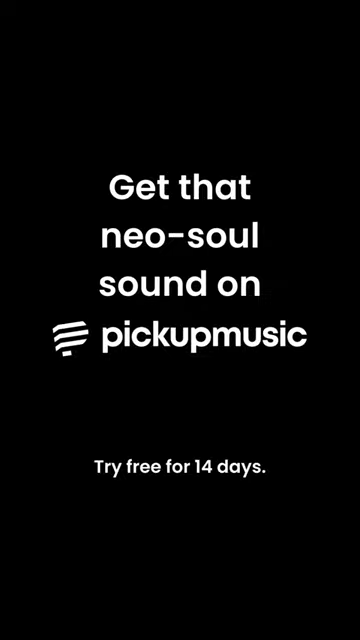 Get that
neo-soul
sound on
pickupmusic
Try free for 14 days.